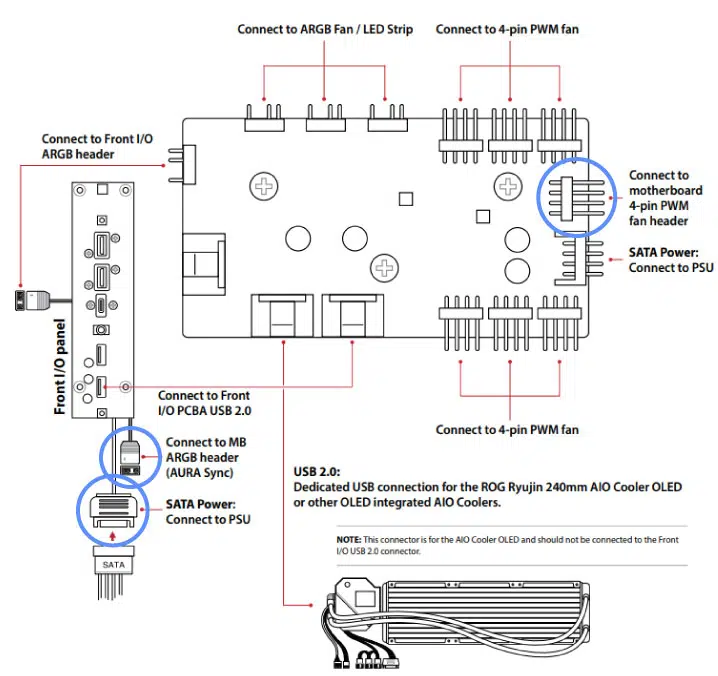 Connect to ARGB Fan / LED Strip
Connect to 4-pin PWM fan
Connect to Front I/O
ARGB header
Connect to
motherboard
4-pin PWM
fan header
SATA Power:
Connect to PSU
Front I/O panel
Connect to Front
I/O PCBA USB 2.0
Connect to 4-pin PWM fan
Connect to MB
ARGB header
(AURA Sync)
USB 2.0:
Dedicated USB connection for the ROG Ryujin 240mm AIO Cooler OLED
or other OLED integrated AIO Coolers.
SATA Power:
Connect to PSU
NOTE: This connector is for the AIO Cooler OLED and should not be connected to the Front
I/O USB 2.0 connector.
SATA